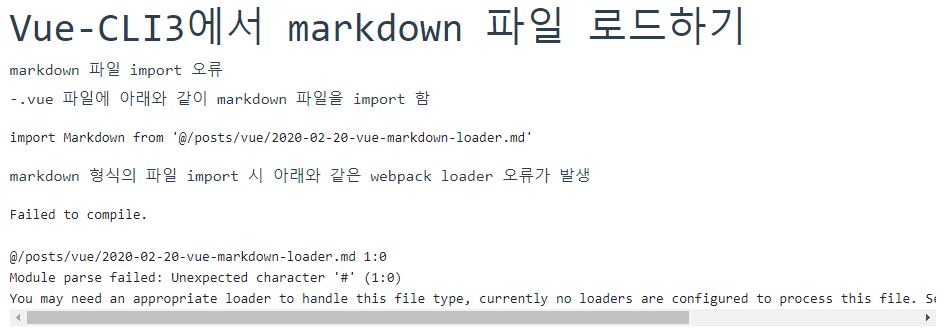 Vue-CLI3에서 markdown 파일 로드하기
markdown 파일 import 오류
-.vue 파일에 아래와 같이 markdown 파일을 import 함
import Markdown from '@/posts/vue/2020-02-20-vue-markdown-loader.md'
markdown 형식의 파일 import 시 아래와 같은 webpack loader 오류가 발생
Failed to compile.
@/posts/vue/2020-02-20-vue-markdown-loader.md 1:0
Module parse failed: Unexpected character '#' (1:0)
You may need an appropriate loader to handle this file type, currently no loaders are configured to process this file.